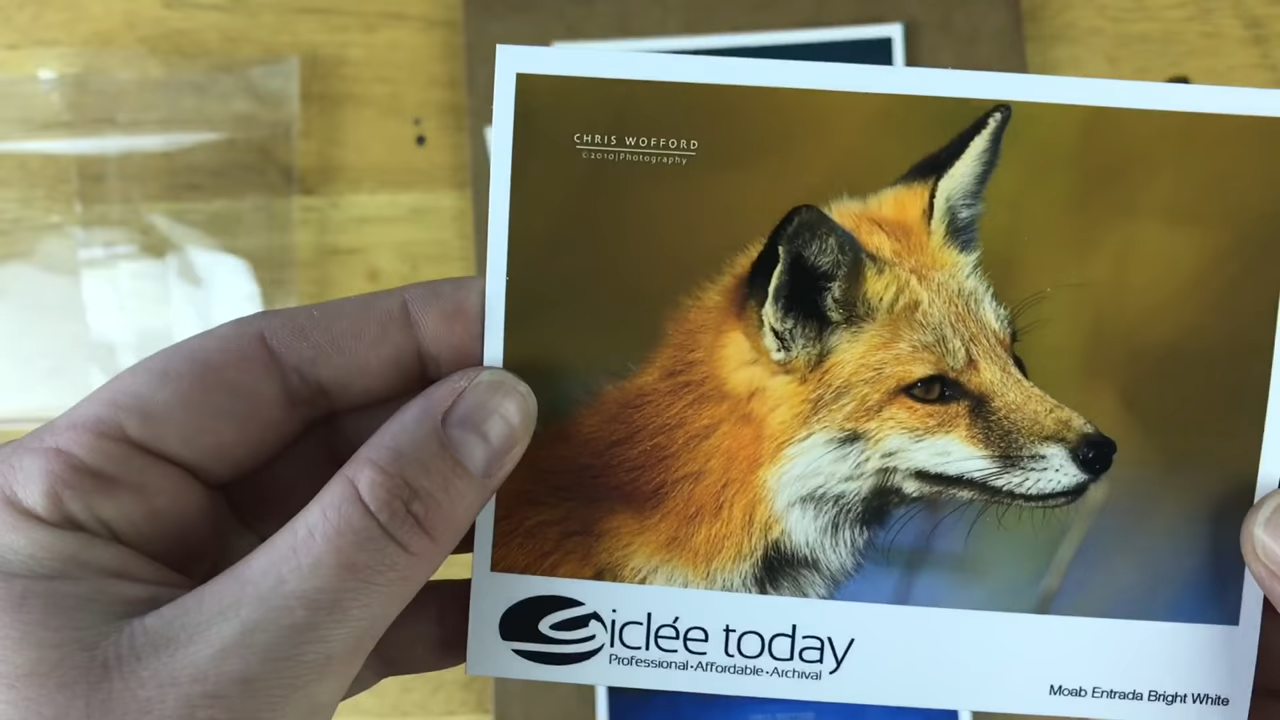 CHRIS WOFFORD
©2010|Photography
Giclée today
Professional•Affordable•Archival
Moab Entrada Bright White